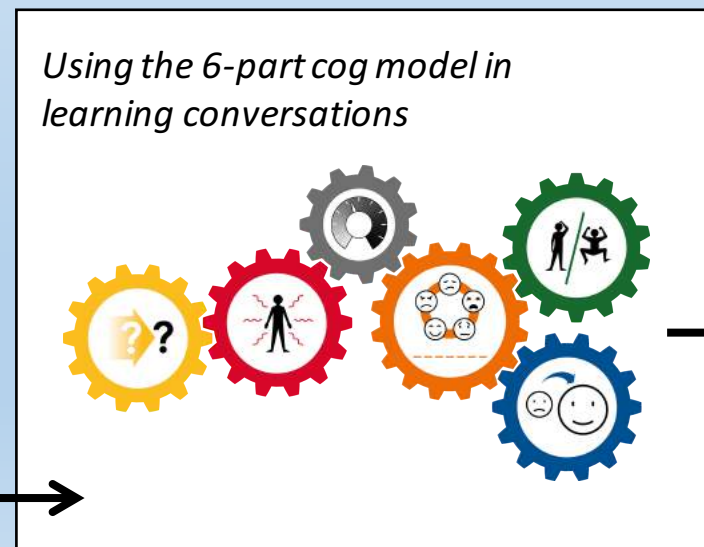 Using the 6-part cog model in
learning conversations
? ?